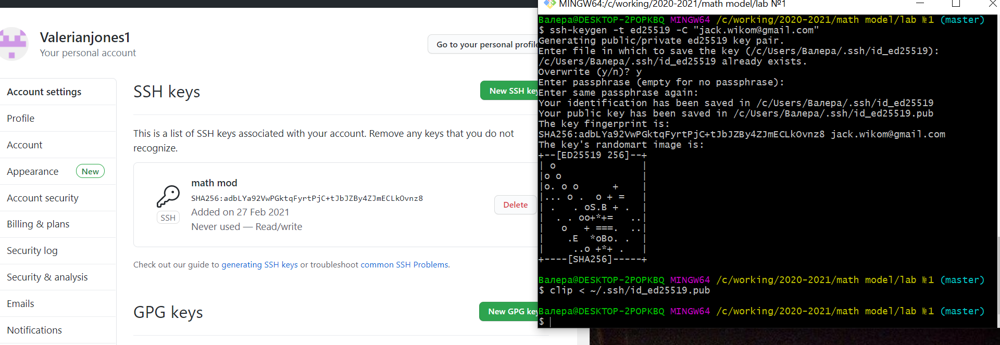 Valerianjones1
Your personal account
Go to your personal profile
Account settings
Profile
Account
Appearance New
Account security
Billing & plans
Security log
Security & analysis
Emails
Notifications
SSH keys
New SSH key
This is a list of SSH keys associated with your account. Remove any keys that you do not
recognize.
math mod
SHA256:adbLYa92VwPGktqFyrtPjC+tJbJZBy4ZJmECLkOvnz8
Added on 27 Feb 2021
Never used — Read/write
SSH
Delete
Check out our guide to generating SSH keys or troubleshoot common SSH Problems.
GPG keys
New GPG key
MINGW64:/c/working/2020-2021/math model/lab №1
Валера@DESKTOP-2POPKBQ MINGW64 /c/working/2020-2021/math model/lab №1 (master)
$ ssh-keygen -t ed25519 -C "jack.wikom@gmail.com"
Generating public/private ed25519 key pair.
Enter file in which to save the key (/c/Users/Валера/.ssh/id_ed25519):
/c/Users/Валера/.ssh/id_ed25519 already exists.
Overwrite (y/n)? y
Enter passphrase (empty for no passphrase):
Enter same passphrase again:
Your identification has been saved in /c/Users/Валера/.ssh/id_ed25519
Your public key has been saved in /c/Users/Валера/.ssh/id_ed25519.pub
The key fingerprint is:
SHA256:adbLYa92VwPGktqFyrtPjC+tJbJZBy4ZJmECLkOvnz8 jack.wikom@gmail.com
The key's randomart image is:
+--[ED25519 256]--+
| o               |
|o o              |
|o. o o      +    |
|... o .  o + =   |
| .   . oS.B + .  |
|  . . oo+*+=   ..|
|   o   + ===.  ..|
|    .E  *oBo. .  |
|     ..o +*+ .   |
+----[SHA256]-----+
Валера@DESKTOP-2POPKBQ MINGW64 /c/working/2020-2021/math model/lab №1 (master)
$ clip < ~/.ssh/id_ed25519.pub
Валера@DESKTOP-2POPKBQ MINGW64 /c/working/2020-2021/math model/lab №1 (master)
$